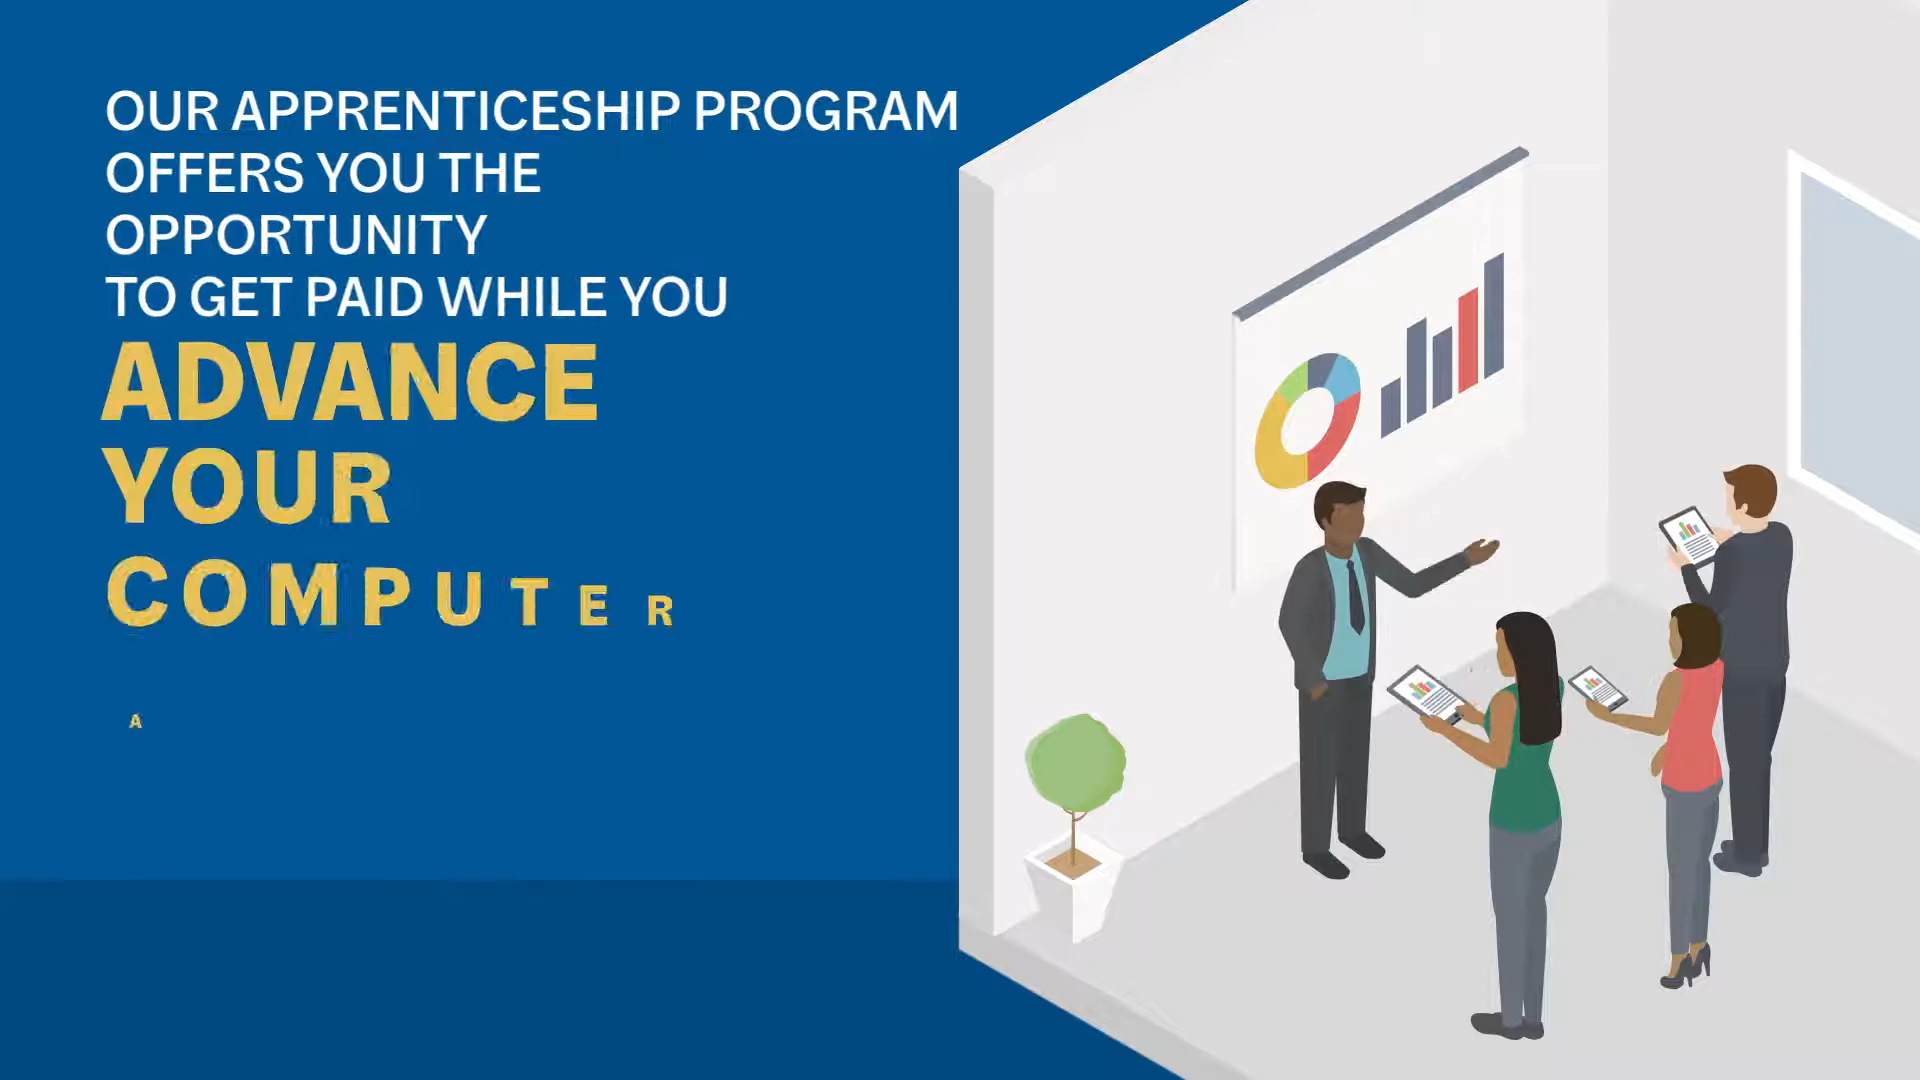 OUR APPRENTICESHIP PROGRAM
OFFERS YOU THE
OPPORTUNITY
TO GET PAID WHILE YOU
ADVANCE
YOUR
COMPUTER
A